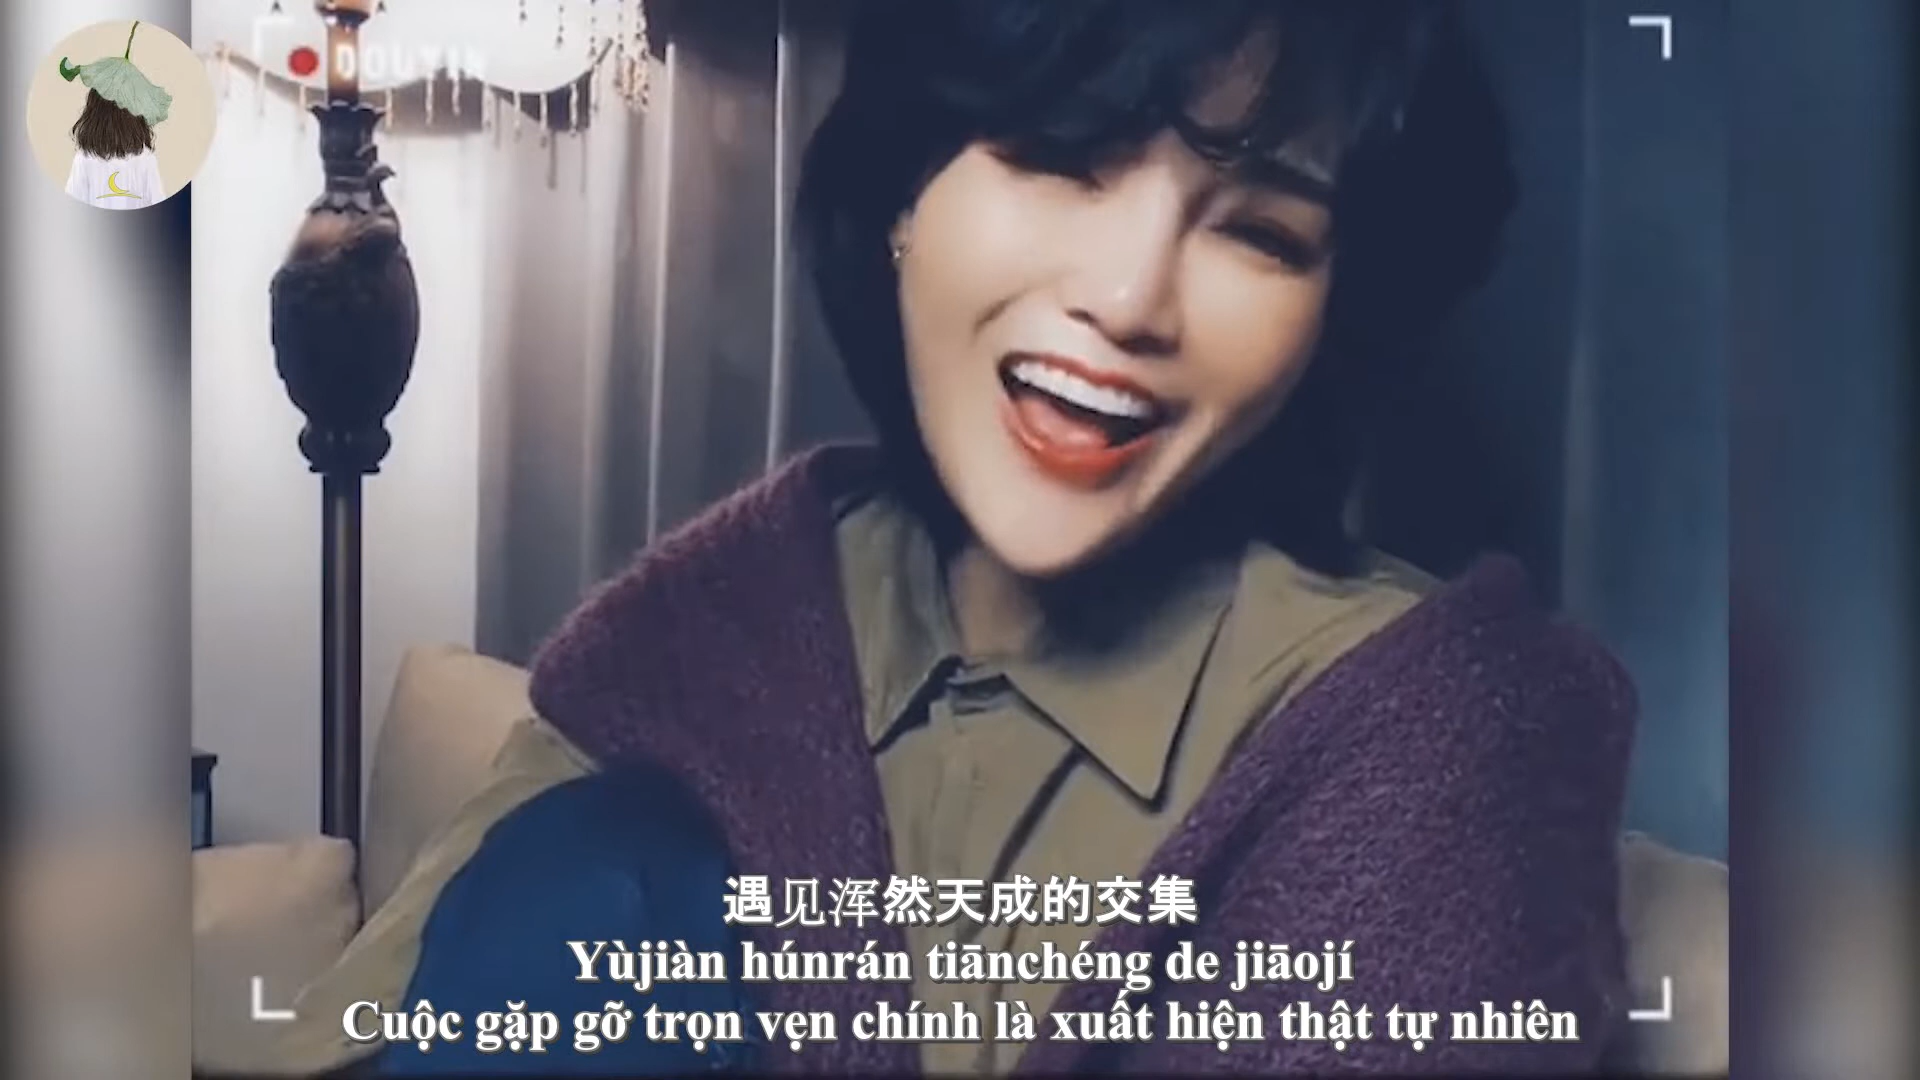 DOUYIN
遇见浑然天成的交集
Yùjiàn húnrán tiānchéng de jiāojí
Cuộc gặp gỡ trọn vẹn chính là xuất hiện thật tự nhiên